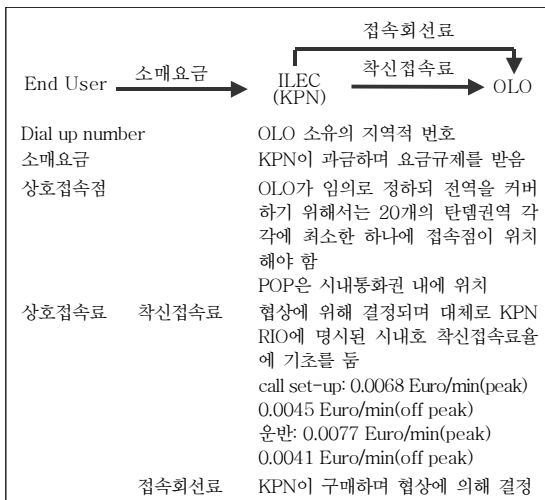 접속회선료
End User 소매요금 ILEC 착신접속료 OLO
(KPN)
Dial up number OLO 소유의 지역적 번호
소매요금 KPN이 과금하며 요금규제를 받음
상호접속점 OLO가 임의로 정하되 전역을 커버
하기 위해서는 20개의 탄뎀권역 각
각에 최소한 하나에 접속점이 위치
해야 함
POP은 시내통화권 내에 위치
상호접속료 착신접속료 협상에 위해 결정되며 대체로 KPN
RIO에 명시된 시내호 착신접속료율
에 기초를 둠
call set-up: 0.0068 Euro/min(peak)
0.0045 Euro/min(off peak)
운반: 0.0077 Euro/min(peak)
0.0041 Euro/min(off peak)
접속회선료 KPN이 구매하며 협상에 의해 결정